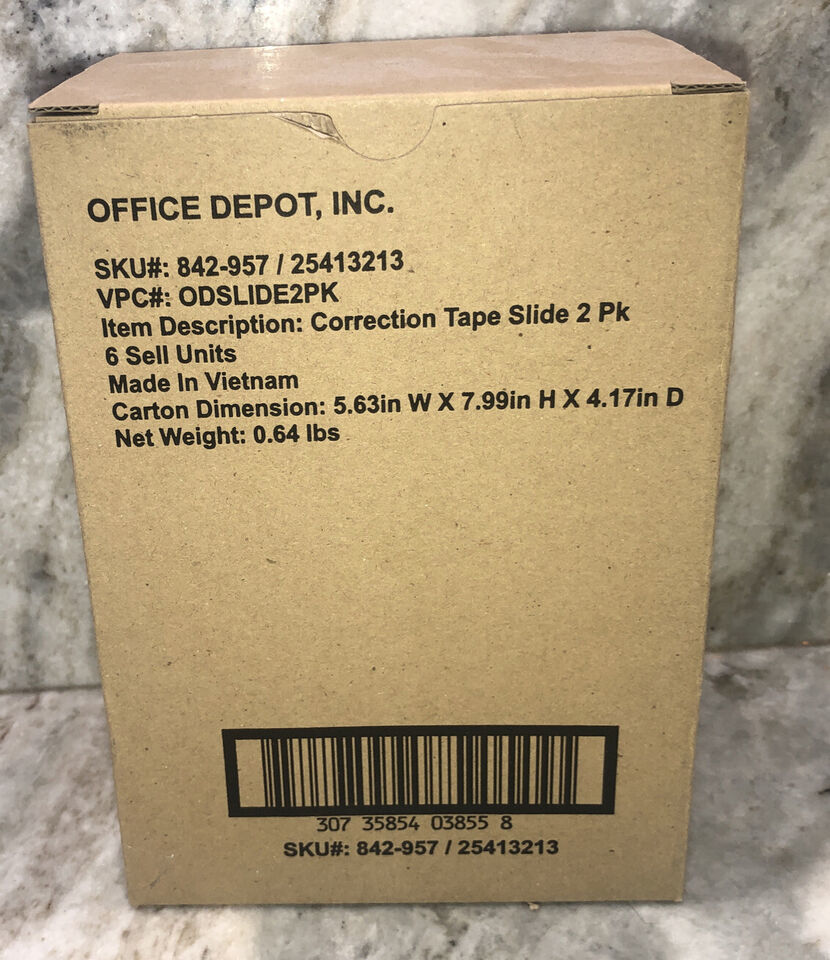 OFFICE DEPOT, INC.
SKU#: 842-957 / 25413213
VPC#: ODSLIDE2PK
Item Description: Correction Tape Slide 2 Pk
6 Sell Units
Made In Vietnam
Carton Dimension: 5.63in W X 7.99in H X 4.17in D
Net Weight: 0.64 lbs
307 35854 03855 8
SKU#: 842-957 / 25413213